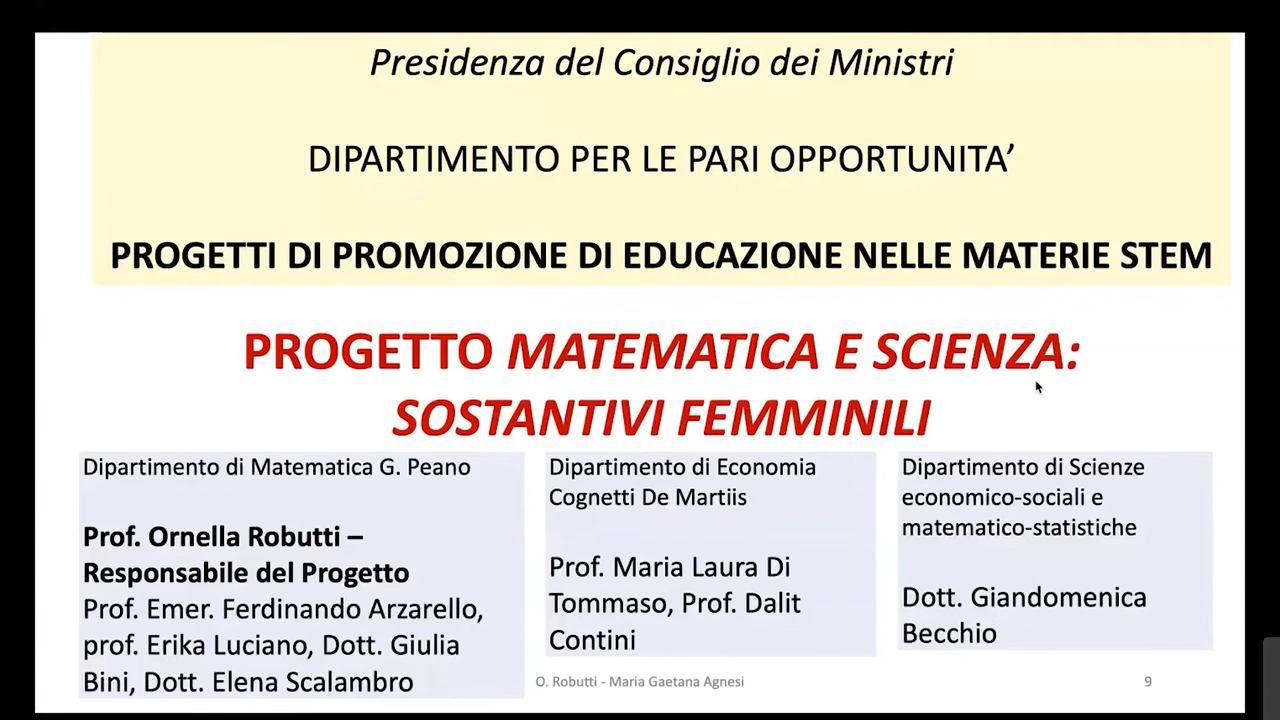 Presidenza del Consiglio dei Ministri
DIPARTIMENTO PER LE PARI OPPORTUNITA’
PROGETTI DI PROMOZIONE DI EDUCAZIONE NELLE MATERIE STEM
PROGETTO MATEMATICA E SCIENZA:
SOSTANTIVI FEMMINILI
Dipartimento di Matematica G. Peano
Prof. Ornella Robutti –
Responsabile del Progetto
Prof. Emer. Ferdinando Arzarello,
prof. Erika Luciano, Dott. Giulia
Bini, Dott. Elena Scalambro
Dipartimento di Economia
Cognetti De Martiis
Prof. Maria Laura Di
Tommaso, Prof. Dalit
Contini
Dipartimento di Scienze
economico-sociali e
matematico-statistiche
Dott. Giandomenica
Becchio
O. Robutti - Maria Gaetana Agnesi
9